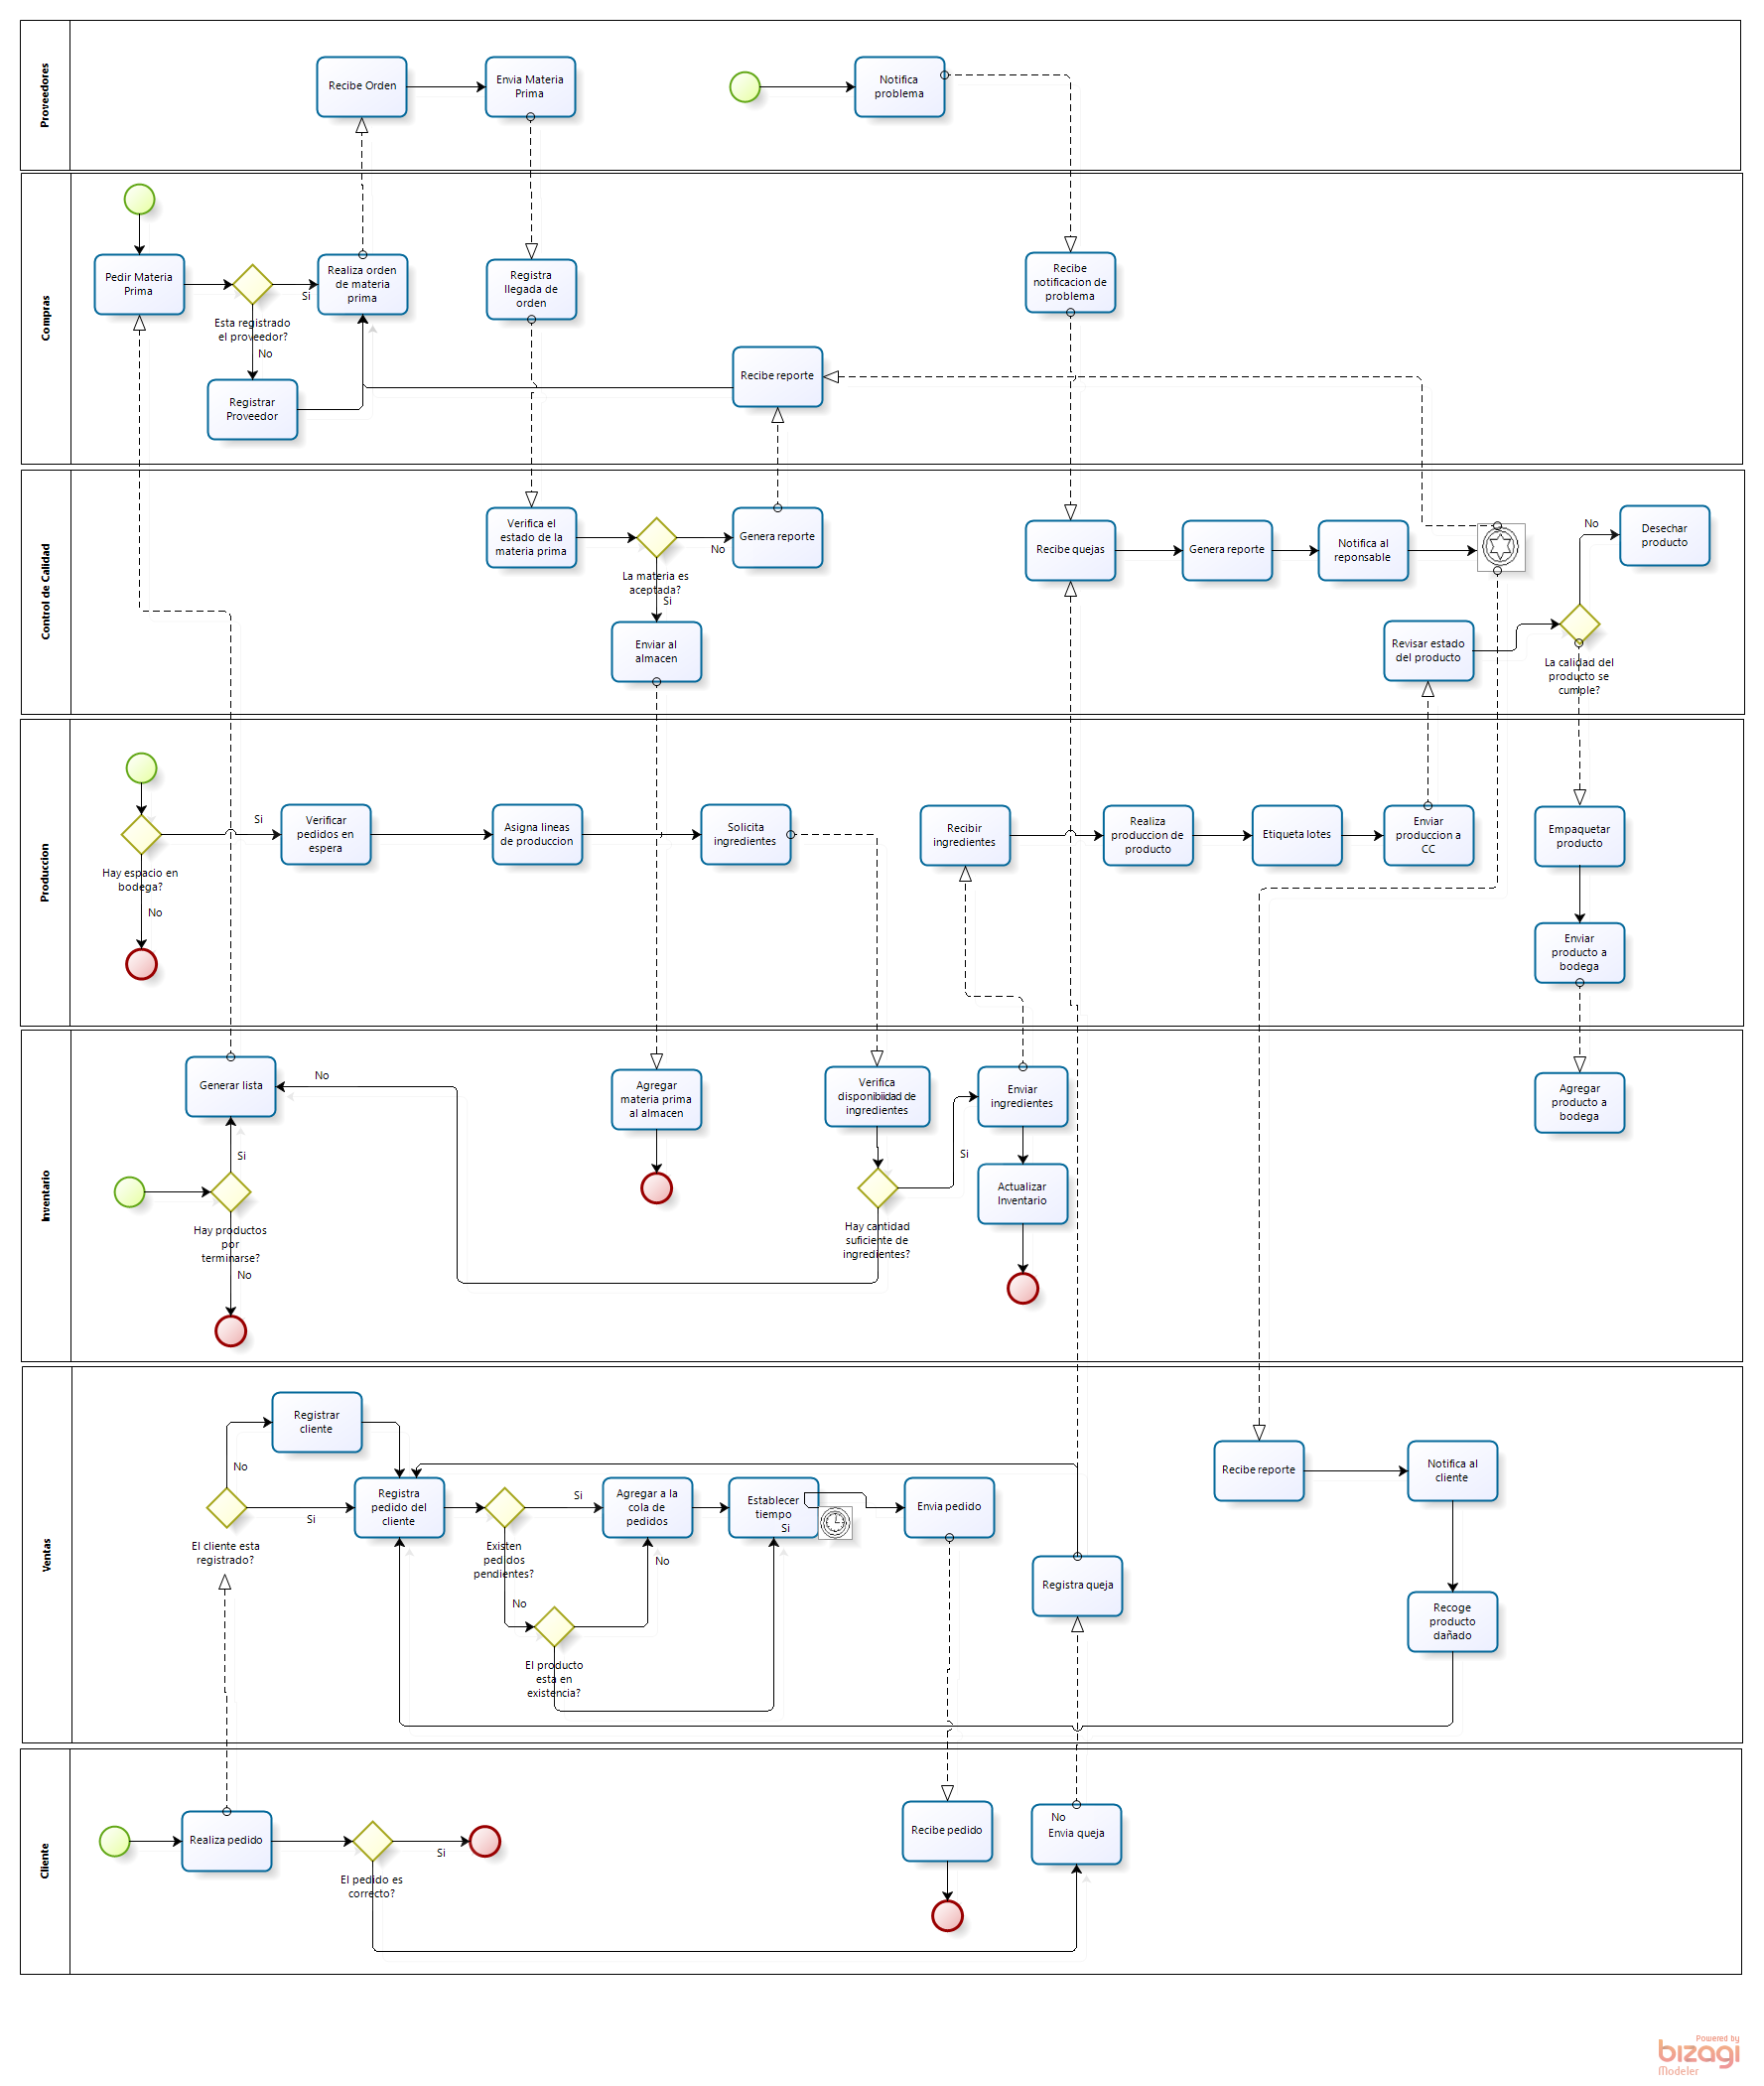 Proveedores
Recibe Orden
Envia Materia
Prima
Notifica
problema
Compras
Pedir Materia
Prima
Si
Esta registrado
el proveedor?
No
Realiza orden
de materia
prima
Registrar
Proveedor
Registra
llegada de
orden
Recibe reporte
Recibe
notificacion de
problema
Control de Calidad
Verifica el
estado de la
materia prima
La materia es
aceptada?
No
Si
Genera reporte
Enviar al
almacen
Recibe quejas
Genera reporte
Notifica al
reponsable
Revisar estado
del producto
La calidad del
producto se
cumple?
No
Desechar
producto
Produccion
Hay espacio en
bodega?
Si
No
Verificar
pedidos en
espera
Asigna lineas
de produccion
Solicita
ingredientes
Recibir
ingredientes
Realiza
produccion de
producto
Etiqueta lotes
Enviar
produccion a
CC
Empaquetar
producto
Enviar
producto a
bodega
Inventario
Generar lista
No
Si
Hay productos
por
terminarse?
No
Agregar
materia prima
al almacen
Verifica
disponibiidad de
ingredientes
Hay cantidad
suficiente de
ingredientes?
Si
Enviar
ingredientes
Actualizar
Inventario
Agregar
producto a
bodega
Ventas
Registrar
cliente
No
Si
El cliente esta
registrado?
Registra
pedido del
cliente
Existen
pedidos
pendientes?
Si
No
Agregar a la
cola de
pedidos
No
El producto
esta en
existencia?
Establecer
tiempo
Si
Envia pedido
Registra queja
Recibe reporte
Notifica al
cliente
Recoge
producto
dañado
Cliente
Realiza pedido
El pedido es
correcto?
Si
Recibe pedido
No
Envia queja
Powered by
bizagi
Modeler